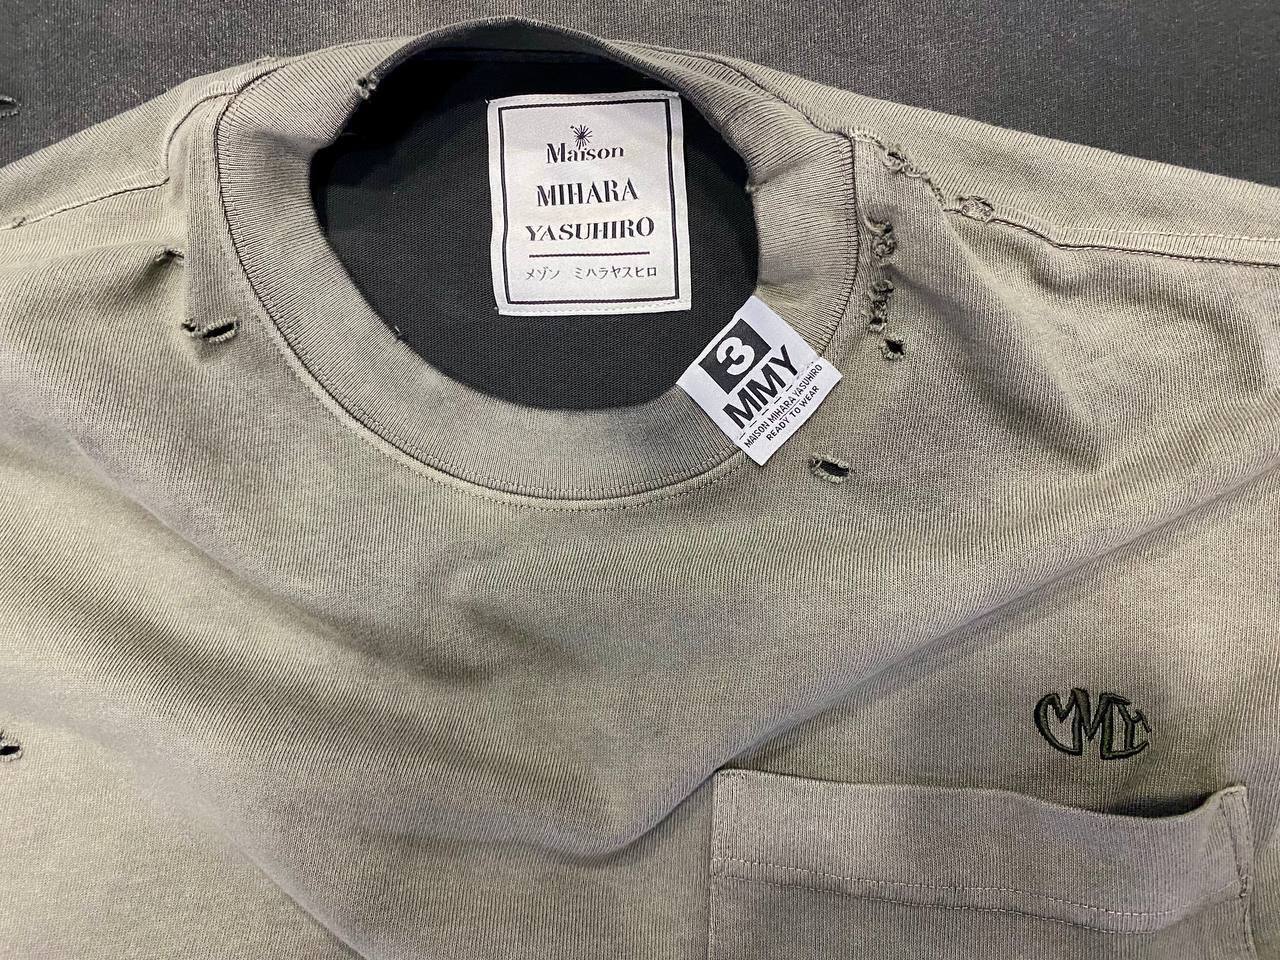 Maison
MIHARA
YASUHIRO
メゾン ミハラヤスヒロ
3
MMY
MAISON MIHARA YASUHIRO
READY TO WEAR
MMY